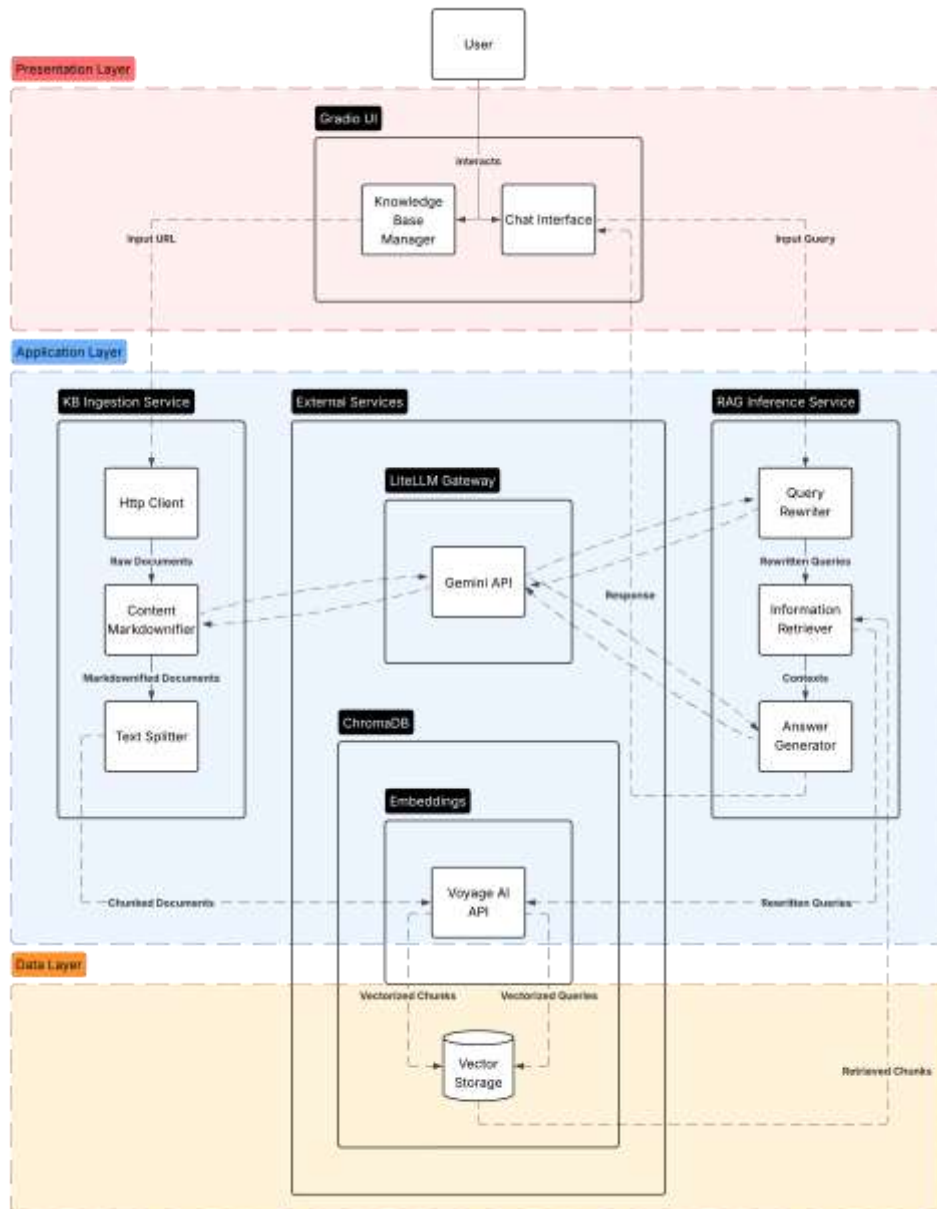 User
Presentation Layer
Gradio UI
Interacts
Knowledge
Base
Manager
Chat Interface
Input URL
Input Query
Application Layer
KB Ingestion Service
External Services
RAG Inference Service
LiteLLM Gateway
Http Client
Query
Rewriter
Raw Documents
Rewritten Queries
Gemini API
Response
Content
Markdownifier
Information
Retriever
Markdownified Documents
Contexts
ChromaDB
Text Splitter
Answer
Generator
Embeddings
Voyage AI
API
Chunked Documents
Rewritten Queries
Data Layer
Vectorized Chunks
Vectorized Queries
Vector
Storage
Retrieved Chunks